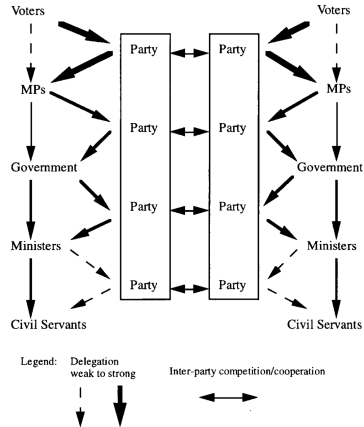 Voters
Voters
Party
Party
MPs
MPs
Party
Party
Government
Government
Party
Party
Ministers
Ministers
Party
Party
Civil Servants
Civil Servants
Legend: Delegation
weak to strong
Inter-party competition/cooperation